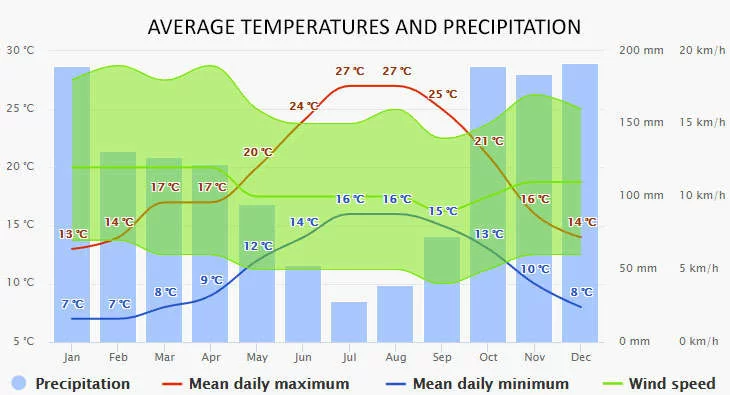 AVERAGE TEMPERATURES AND PRECIPITATION
30 °C 200 mm 20 km/h
27 °C 27 °C
25 °C 24 °C 25 °C 150 mm 15 km/h
20 °C 20 °C 21 °C
17 °C 17 °C 16 °C 16 °C 16 °C 100 mm 10 km/h
15 °C 13 °C 14 °C 14 °C 15 °C 13 °C 14 °C
12 °C
10 °C 9 °C 10 °C 50 mm 5 km/h
7 °C 7 °C 8 °C 8 °C
5 °C 0 mm 0 km/h
Jan Feb Mar Apr May Jun Jul Aug Sep Oct Nov Dec
Precipitation Mean daily maximum Mean daily minimum Wind speed